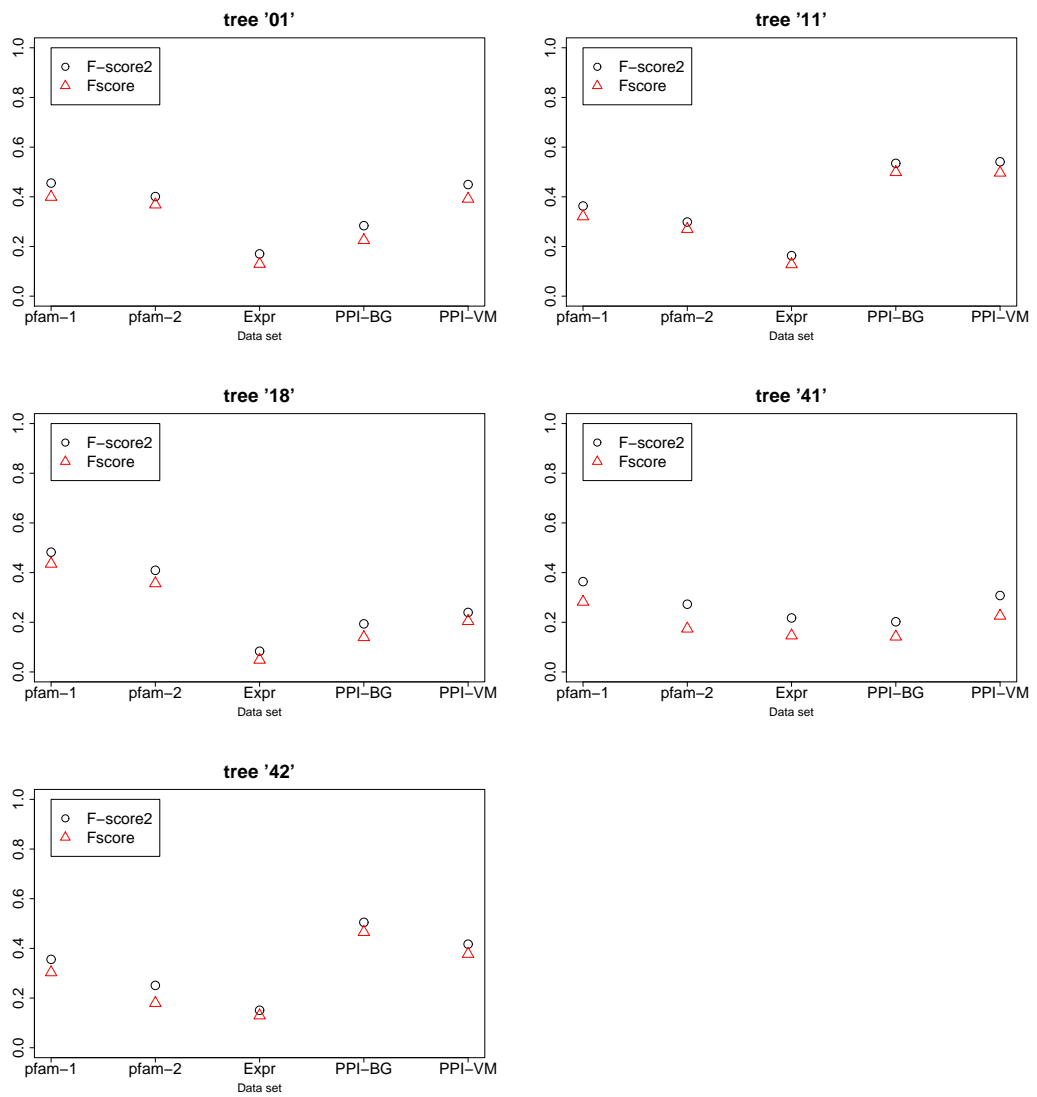 tree '01'
F−score2
Fscore
0.0 0.2 0.4 0.6 0.8 1.0
pfam−1 pfam−2 Expr PPI−BG PPI−VM
Data set
tree '11'
F−score2
Fscore
0.0 0.2 0.4 0.6 0.8 1.0
pfam−1 pfam−2 Expr PPI−BG PPI−VM
Data set
tree '18'
F−score2
Fscore
0.0 0.2 0.4 0.6 0.8 1.0
pfam−1 pfam−2 Expr PPI−BG PPI−VM
Data set
tree '41'
F−score2
Fscore
0.0 0.2 0.4 0.6 0.8 1.0
pfam−1 pfam−2 Expr PPI−BG PPI−VM
Data set
tree '42'
F−score2
Fscore
0.0 0.2 0.4 0.6 0.8 1.0
pfam−1 pfam−2 Expr PPI−BG PPI−VM
Data set